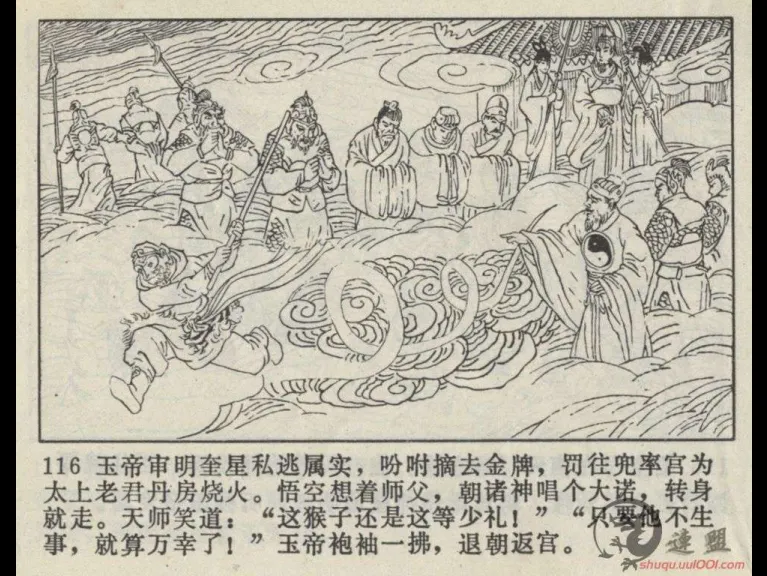 116 玉帝审明奎星私逃属实，吩咐摘去金牌，罚往兜率宫为
太上老君丹房烧火。悟空想着师父，朝诸神唱个大诺，转身
就走。天师笑道：“这猴子还是这等少礼！”“只要他不生
事，就算万幸了！”玉帝袍袖一拂，退朝返宫。
連盟
shuqu.uu1001.com